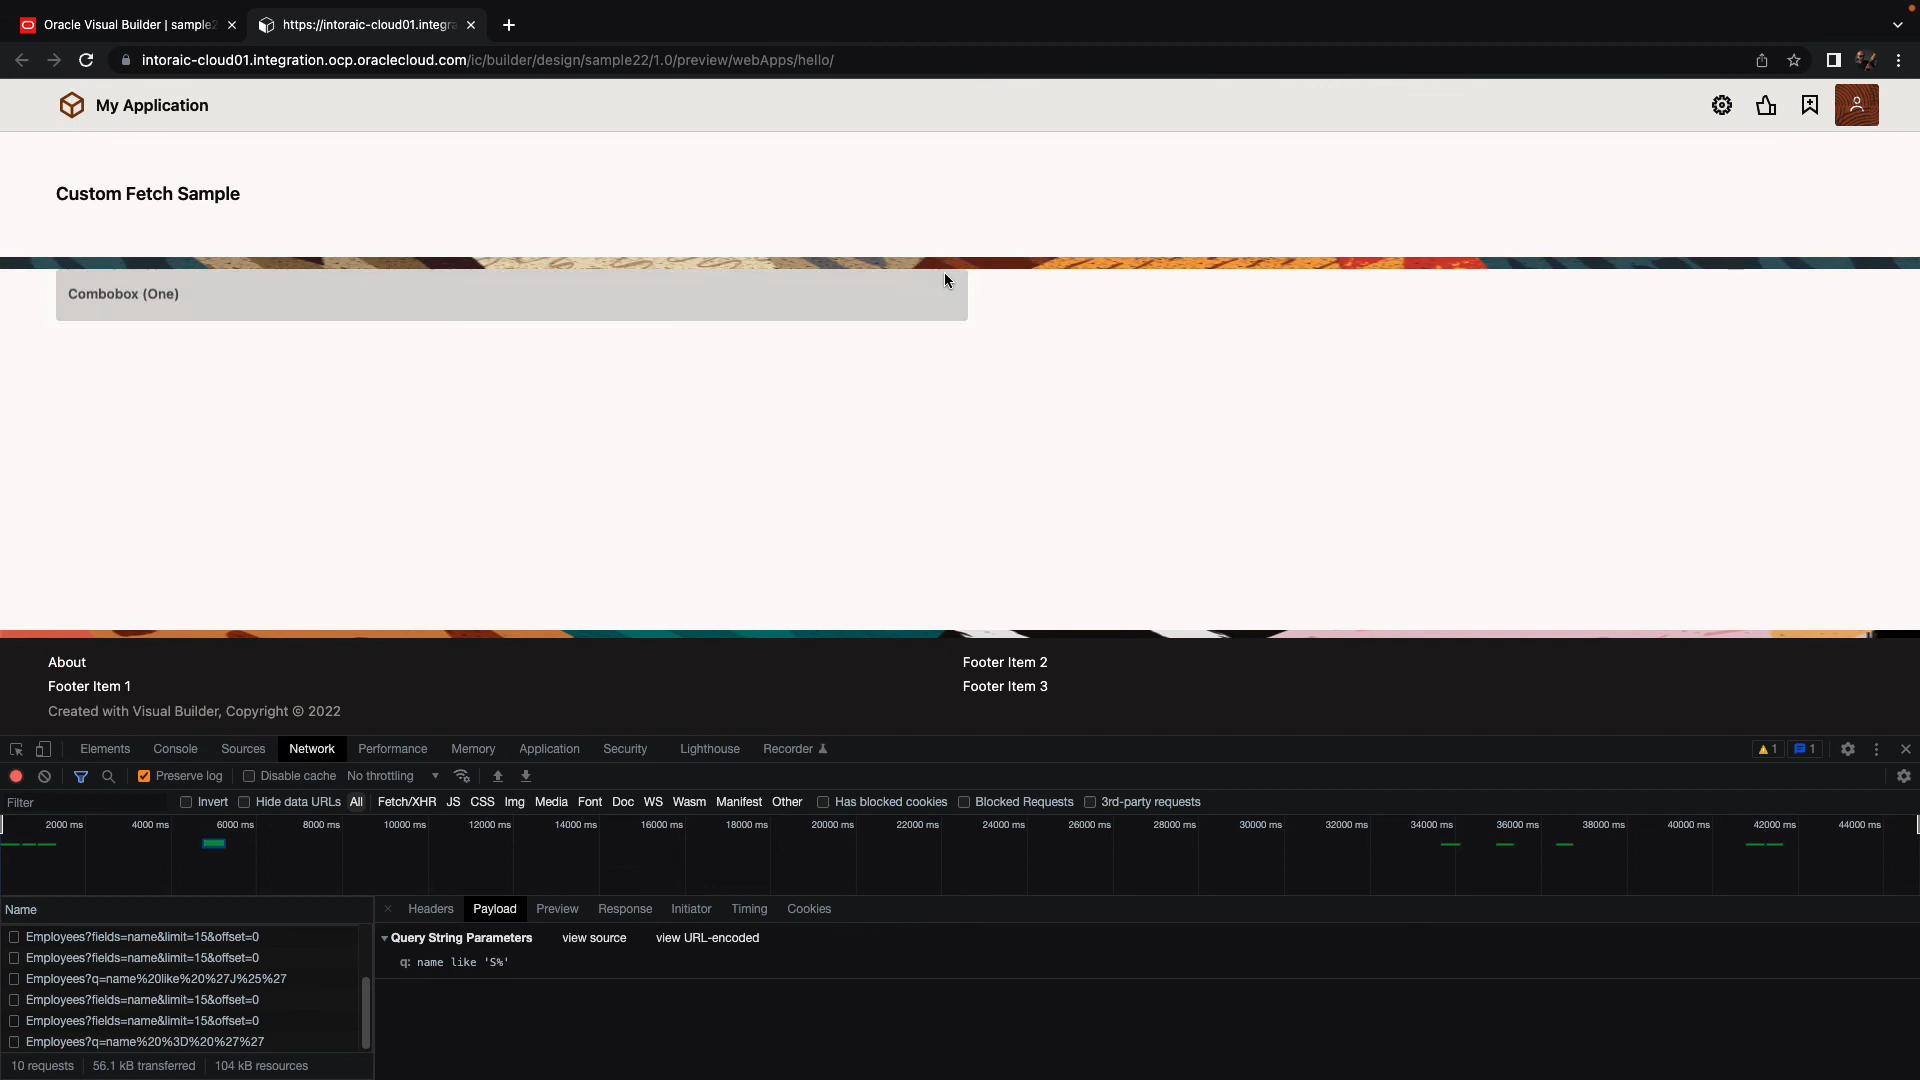 Oracle Visual Builder | sample2
https://intoraic-cloud01.integra
intoraic-cloud01.integration.ocp.oraclecloud.com/ic/builder/design/sample22/1.0/preview/webApps/hello/
My Application
Custom Fetch Sample
Combobox (One)
About
Footer Item 2
Footer Item 1
Footer Item 3
Created with Visual Builder, Copyright © 2022
Elements Console Sources Network Performance Memory Application Security Lighthouse Recorder 1 1
Preserve log Disable cache No throttling
Filter Invert Hide data URLs All Fetch/XHR JS CSS Img Media Font Doc WS Wasm Manifest Other Has blocked cookies Blocked Requests 3rd-party requests
2000 ms 4000 ms 6000 ms 8000 ms 10000 ms 12000 ms 14000 ms 16000 ms 18000 ms 20000 ms 22000 ms 24000 ms 26000 ms 28000 ms 30000 ms 32000 ms 34000 ms 36000 ms 38000 ms 40000 ms 42000 ms 44000 ms
Name
Headers Payload Preview Response Initiator Timing Cookies
Employees?fields=name&limit=15&offset=0
Employees?fields=name&limit=15&offset=0
Employees?q=name%20like%20%27J%25%27
Employees?fields=name&limit=15&offset=0
Employees?fields=name&limit=15&offset=0
Employees?q=name%20%3D%20%27%27
Query String Parameters view source view URL-encoded
q: name like 'S%'
10 requests 56.1 kB transferred 104 kB resources